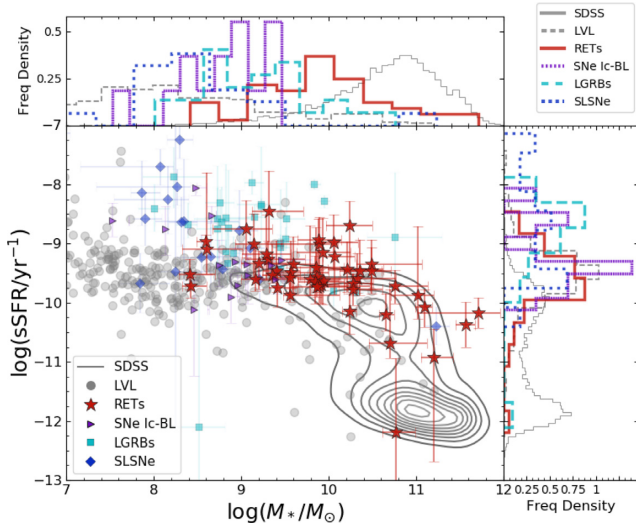 Freq Density
0.5
0.25
−7
SDSS
LVL
RETs
SNe Ic-BL
LGRBs
SLSNe
log(sSFR/yr⁻¹)
−8
−9
−10
−11
−12
−13
SDSS
LVL
RETs
SNe Ic-BL
LGRBs
SLSNe
7 8 9 10 11 12
log(M*/M⊙)
0.25 0.5 0.75 1
Freq Density